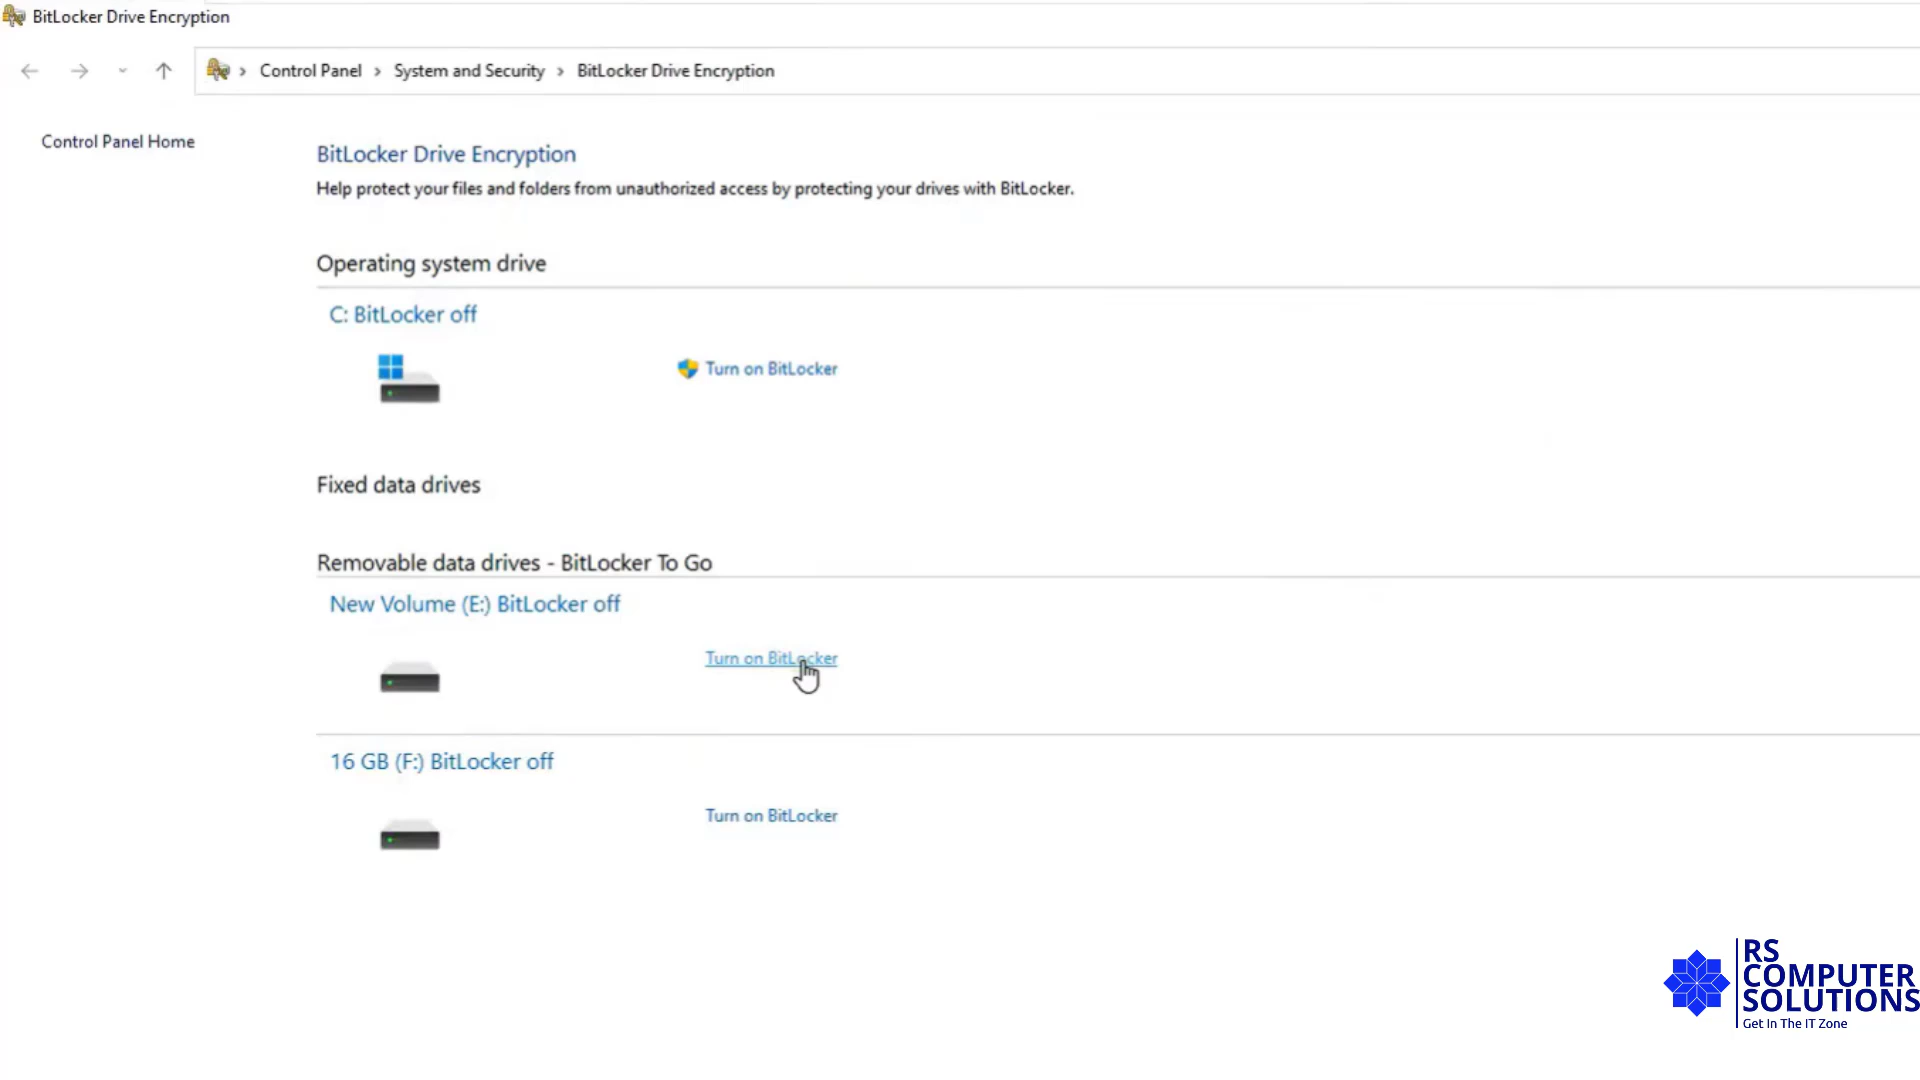 BitLocker Drive Encryption
Control Panel
System and Security
BitLocker Drive Encryption
Control Panel Home
BitLocker Drive Encryption
Help protect your files and folders from unauthorized access by protecting your drives with BitLocker.
Operating system drive
C: BitLocker off
Turn on BitLocker
Fixed data drives
Removable data drives - BitLocker To Go
New Volume (E:) BitLocker off
Turn on BitLocker
16 GB (F:) BitLocker off
Turn on BitLocker
RS
COMPUTER
SOLUTIONS
Get In The IT Zone